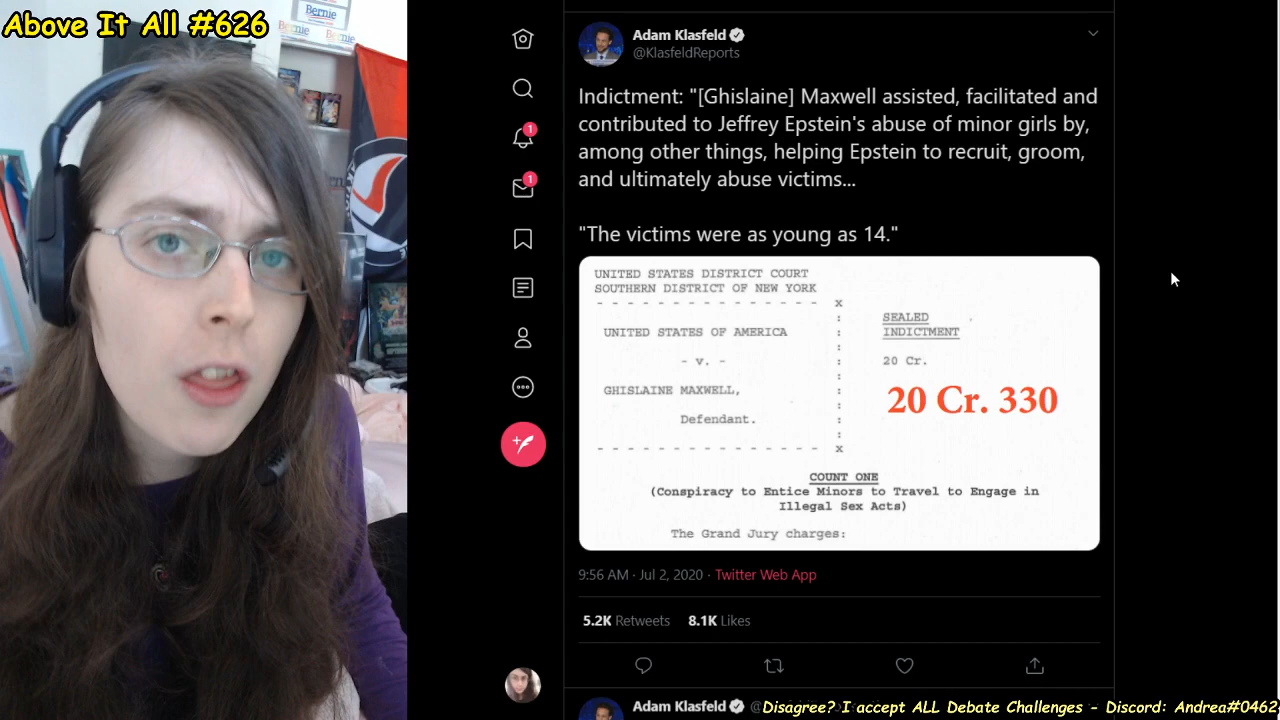 Above It All #626
Bernie
Bernie
Bernie
1
1
Adam Klasfeld
@KlasfeldReports
Indictment: "[Ghislaine] Maxwell assisted, facilitated and
contributed to Jeffrey Epstein's abuse of minor girls by,
among other things, helping Epstein to recruit, groom,
and ultimately abuse victims...
"The victims were as young as 14."
UNITED STATES DISTRICT COURT
SOUTHERN DISTRICT OF NEW YORK
- - - - - - - - - - - - - - - x
UNITED STATES OF AMERICA
- v. -
GHISLAINE MAXWELL,
Defendant.
- - - - - - - - - - - - - - - x
SEALED
INDICTMENT
20 Cr.
20 Cr. 330
COUNT ONE
(Conspiracy to Entice Minors to Travel to Engage in
Illegal Sex Acts)
The Grand Jury charges:
9:56 AM · Jul 2, 2020 · Twitter Web App
5.2K Retweets 8.1K Likes
Adam Klasfeld
Disagree? I accept ALL Debate Challenges - Discord: Andrea#0462